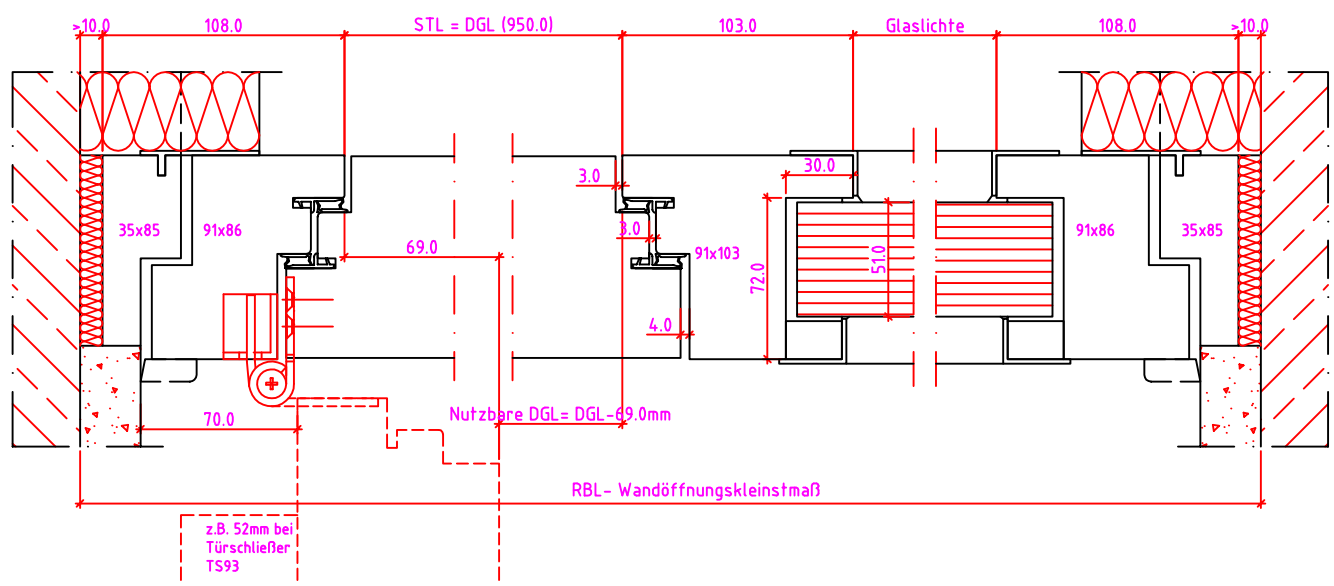 >10.0 108.0 STL = DGL (950.0) 103.0 Glaslichte 108.0 >10.0
30.0
3.0
35x85 91x86 3.0 91x86 35x85
69.0 91x103 51.0
72.0
4.0
70.0 Nutzbare DGL= DGL-69.0mm
RBL- Wandöffnungskleinstmaß
z.B. 52mm bei
Türschließer
TS93